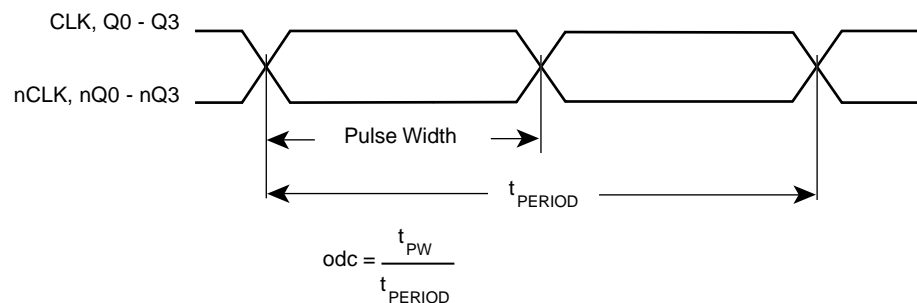 CLK, Q0 - Q3
nCLK, nQ0 - nQ3
Pulse Width
tPERIOD
odc = tPW
tPERIOD